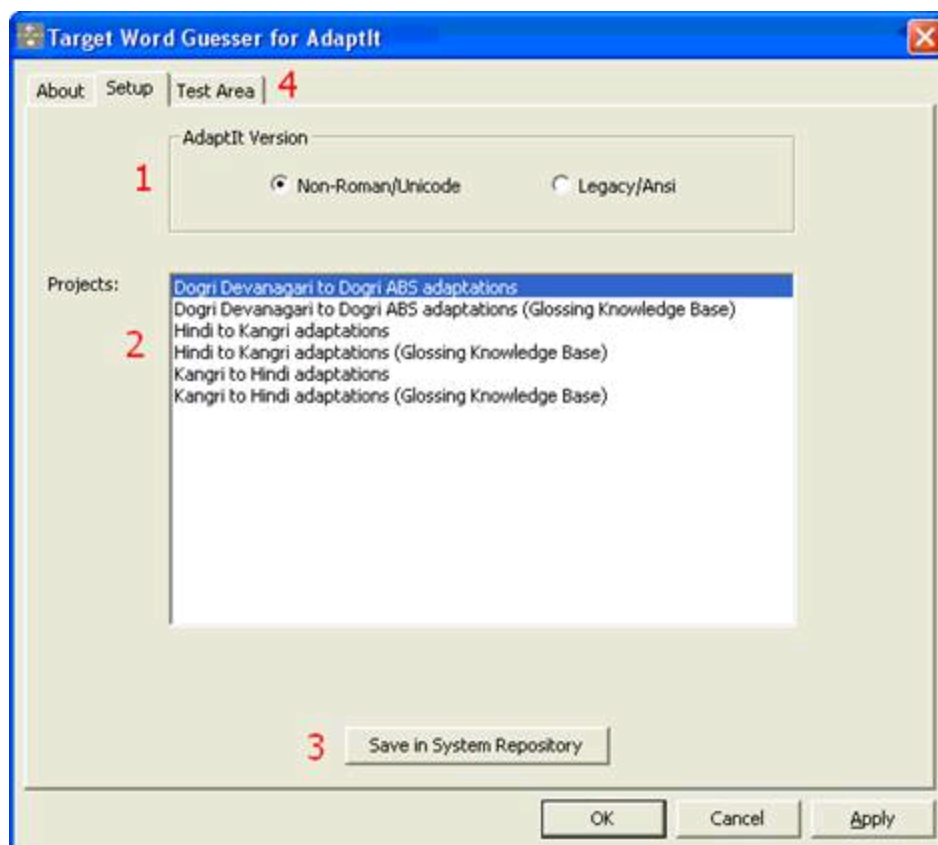 Target Word Guesser for AdaptIt
About Setup Test Area 4
AdaptIt Version
1 Non-Roman/Unicode Legacy/Ansi
Projects:
Dogri Devanagari to Dogri ABS adaptations
Dogri Devanagari to Dogri ABS adaptations (Glossing Knowledge Base)
Hindi to Kangri adaptations
2 Hindi to Kangri adaptations (Glossing Knowledge Base)
Kangri to Hindi adaptations
Kangri to Hindi adaptations (Glossing Knowledge Base)
3 Save in System Repository
OK Cancel Apply